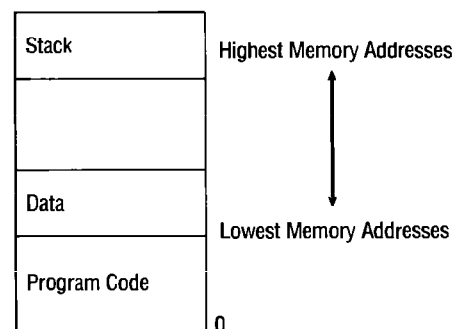 Stack
Highest Memory Addresses
Data
Lowest Memory Addresses
Program Code
0